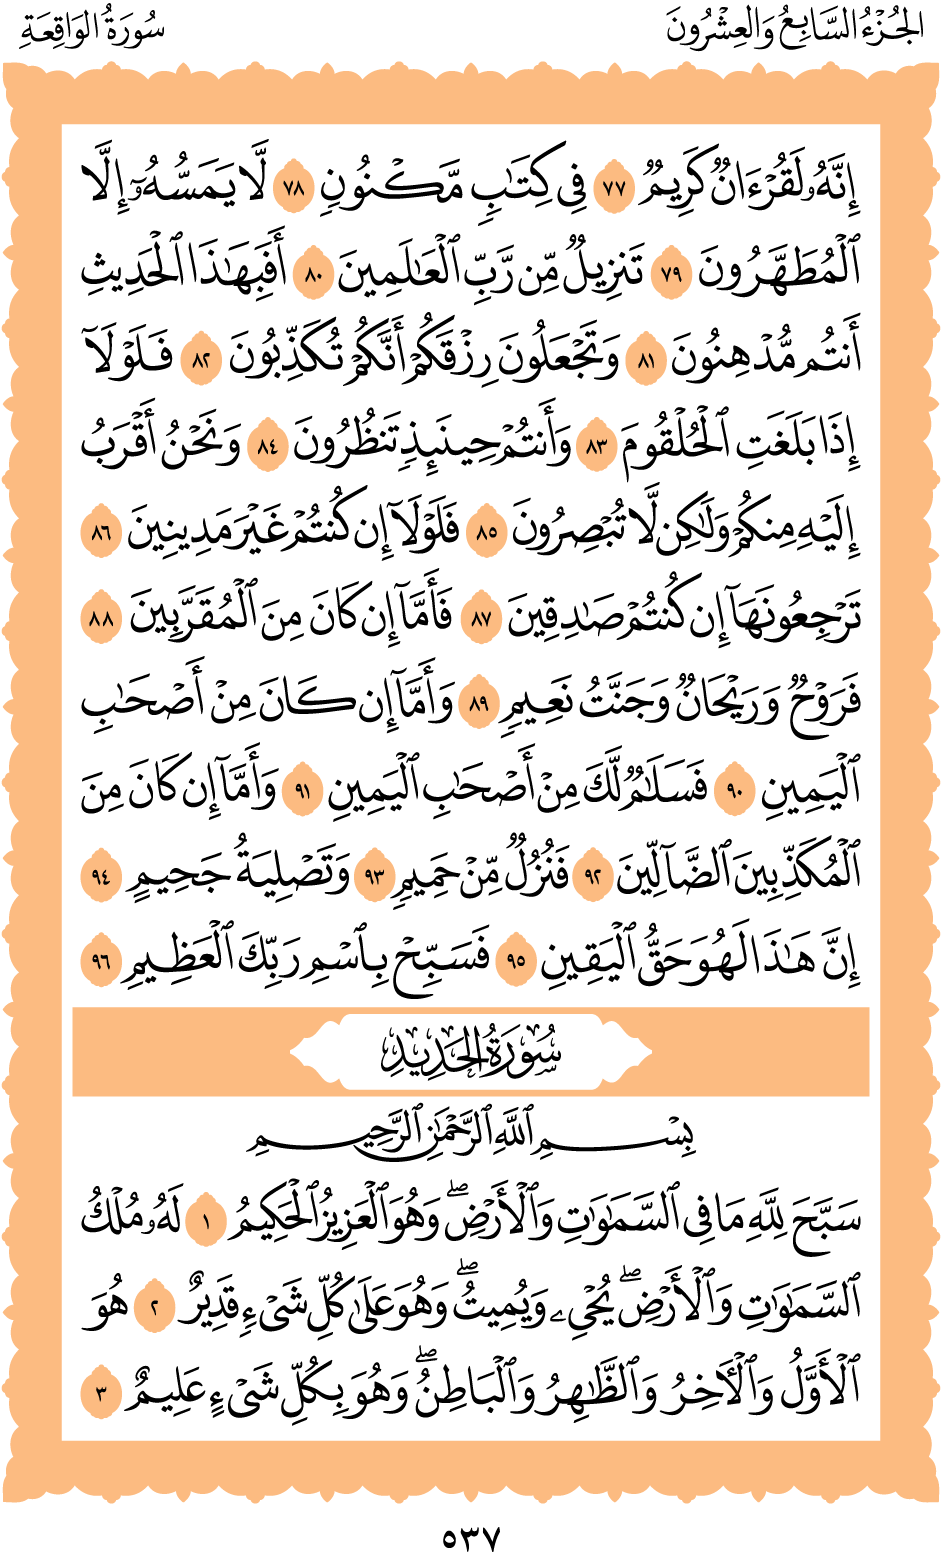 الجُزْءُ السَّابِعُ وَالعِشْرُونَ
سُورَةُ الوَاقِعَةِ
إِنَّهُۥ لَقُرْءَانٌ كَرِيمٌ ٧٧ فِي كِتَٰبٍ مَّكْنُونٍ ٧٨ لَّا يَمَسُّهُۥٓ إِلَّا
ٱلْمُطَهَّرُونَ ٧٩ تَنزِيلٌ مِّن رَّبِّ ٱلْعَٰلَمِينَ ٨٠ أَفَبِهَٰذَا ٱلْحَدِيثِ
أَنتُم مُّدْهِنُونَ ٨١ وَتَجْعَلُونَ رِزْقَكُمْ أَنَّكُمْ تُكَذِّبُونَ ٨٢ فَلَوْلَآ
إِذَا بَلَغَتِ ٱلْحُلْقُومَ ٨٣ وَأَنتُمْ حِينَئِذٍ تَنظُرُونَ ٨٤ وَنَحْنُ أَقْرَبُ
إِلَيْهِ مِنكُمْ وَلَٰكِن لَّا تُبْصِرُونَ ٨٥ فَلَوْلَآ إِن كُنتُمْ غَيْرَ مَدِينِينَ ٨٦
تَرْجِعُونَهَآ إِن كُنتُمْ صَٰدِقِينَ ٨٧ فَأَمَّآ إِن كَانَ مِنَ ٱلْمُقَرَّبِينَ ٨٨
فَرَوْحٌ وَرَيْحَانٌ وَجَنَّتُ نَعِيمٍ ٨٩ وَأَمَّآ إِن كَانَ مِنْ أَصْحَٰبِ
ٱلْيَمِينِ ٩٠ فَسَلَٰمٌ لَّكَ مِنْ أَصْحَٰبِ ٱلْيَمِينِ ٩١ وَأَمَّآ إِن كَانَ مِنَ
ٱلْمُكَذِّبِينَ ٱلضَّآلِّينَ ٩٢ فَنُزُلٌ مِّنْ حَمِيمٍ ٩٣ وَتَصْلِيَةُ جَحِيمٍ ٩٤
إِنَّ هَٰذَا لَهُوَ حَقُّ ٱلْيَقِينِ ٩٥ فَسَبِّحْ بِٱسْمِ رَبِّكَ ٱلْعَظِيمِ ٩٦
سُورَةُ الحَدِيدِ
بِسْمِ ٱللَّهِ ٱلرَّحْمَٰنِ ٱلرَّحِيمِ
سَبَّحَ لِلَّهِ مَا فِي ٱلسَّمَٰوَٰتِ وَٱلْأَرْضِۖ وَهُوَ ٱلْعَزِيزُ ٱلْحَكِيمُ ١ لَهُۥ مُلْكُ
ٱلسَّمَٰوَٰتِ وَٱلْأَرْضِۖ يُحْيِۦ وَيُمِيتُۖ وَهُوَ عَلَىٰ كُلِّ شَيْءٍ قَدِيرٌ ٢ هُوَ
ٱلْأَوَّلُ وَٱلْأٓخِرُ وَٱلظَّٰهِرُ وَٱلْبَاطِنُۖ وَهُوَ بِكُلِّ شَيْءٍ عَلِيمٌ ٣
٥٣٧